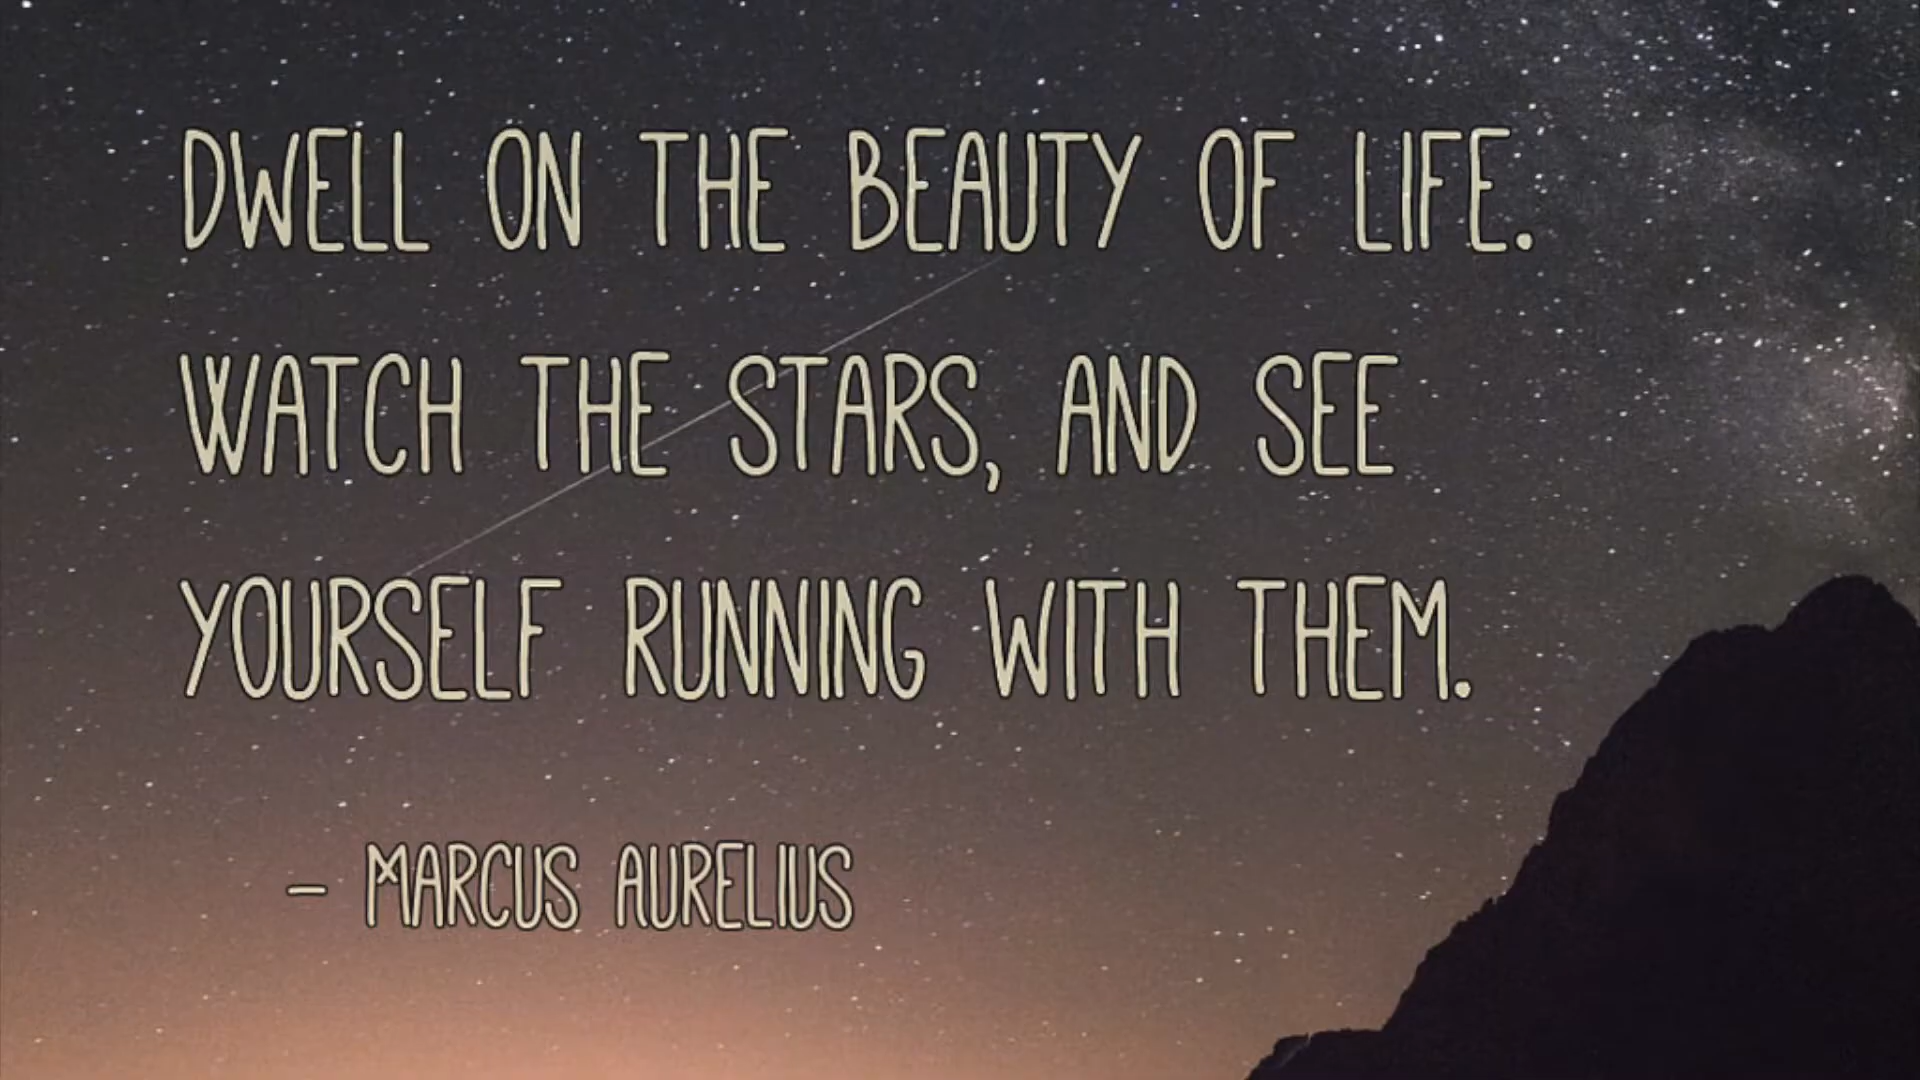 DWELL ON THE BEAUTY OF LIFE.
WATCH THE STARS, AND SEE
YOURSELF RUNNING WITH THEM.
– MARCUS AURELIUS